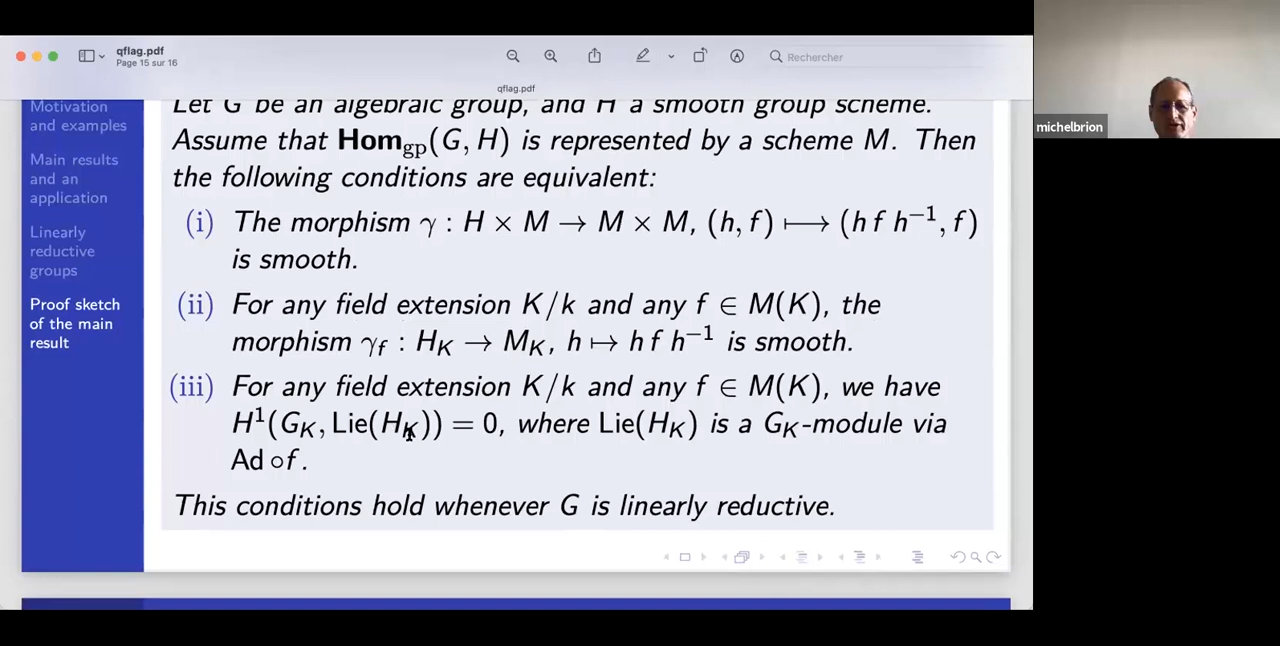 qflag.pdf
Page 15 sur 16
Rechercher
qflag.pdf
michelbrion
Motivation
and examples
Main results
and an
application
Linearly
reductive
groups
Proof sketch
of the main
result
Let G be an algebraic group, and H a smooth group scheme.
Assume that Hom_gp(G, H) is represented by a scheme M. Then
the following conditions are equivalent:
(i) The morphism γ : H × M → M × M, (h, f) ⟼ (h f h⁻¹, f)
is smooth.
(ii) For any field extension K/k and any f ∈ M(K), the
morphism γ_f : H_K → M_K, h ↦ h f h⁻¹ is smooth.
(iii) For any field extension K/k and any f ∈ M(K), we have
H¹(G_K, Lie(H_K)) = 0, where Lie(H_K) is a G_K-module via
Ad ∘ f.
This conditions hold whenever G is linearly reductive.